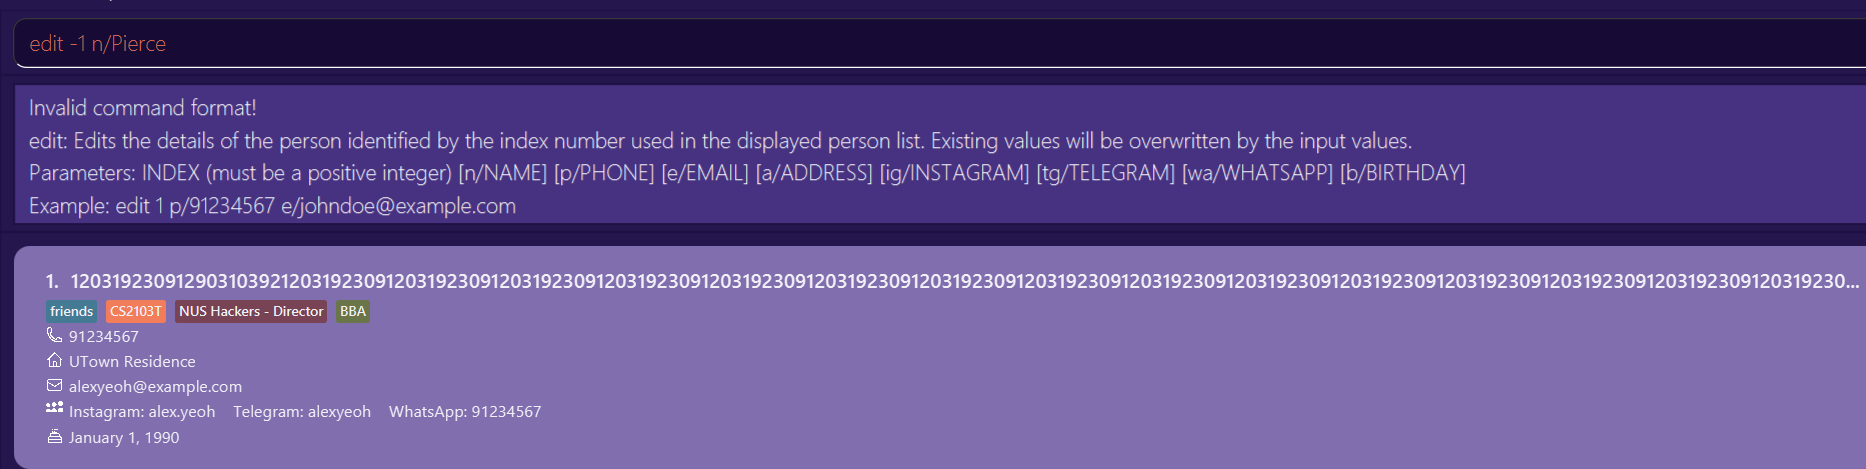 edit -1 n/Pierce
Invalid command format!
edit: Edits the details of the person identified by the index number used in the displayed person list. Existing values will be overwritten by the input values.
Parameters: INDEX (must be a positive integer) [n/NAME] [p/PHONE] [e/EMAIL] [a/ADDRESS] [ig/INSTAGRAM] [tg/TELEGRAM] [wa/WHATSAPP] [b/BIRTHDAY]
Example: edit 1 p/91234567 e/johndoe@example.com
1. 1203192309129031039212031923091203192309120319230912031923091203192309120319230912031923091203192309120319230912031923091203192309120319230912031923091203192309120319230...
friends CS2103T NUS Hackers - Director BBA
91234567
UTown Residence
alexyeoh@example.com
Instagram: alex.yeoh Telegram: alexyeoh WhatsApp: 91234567
January 1, 1990